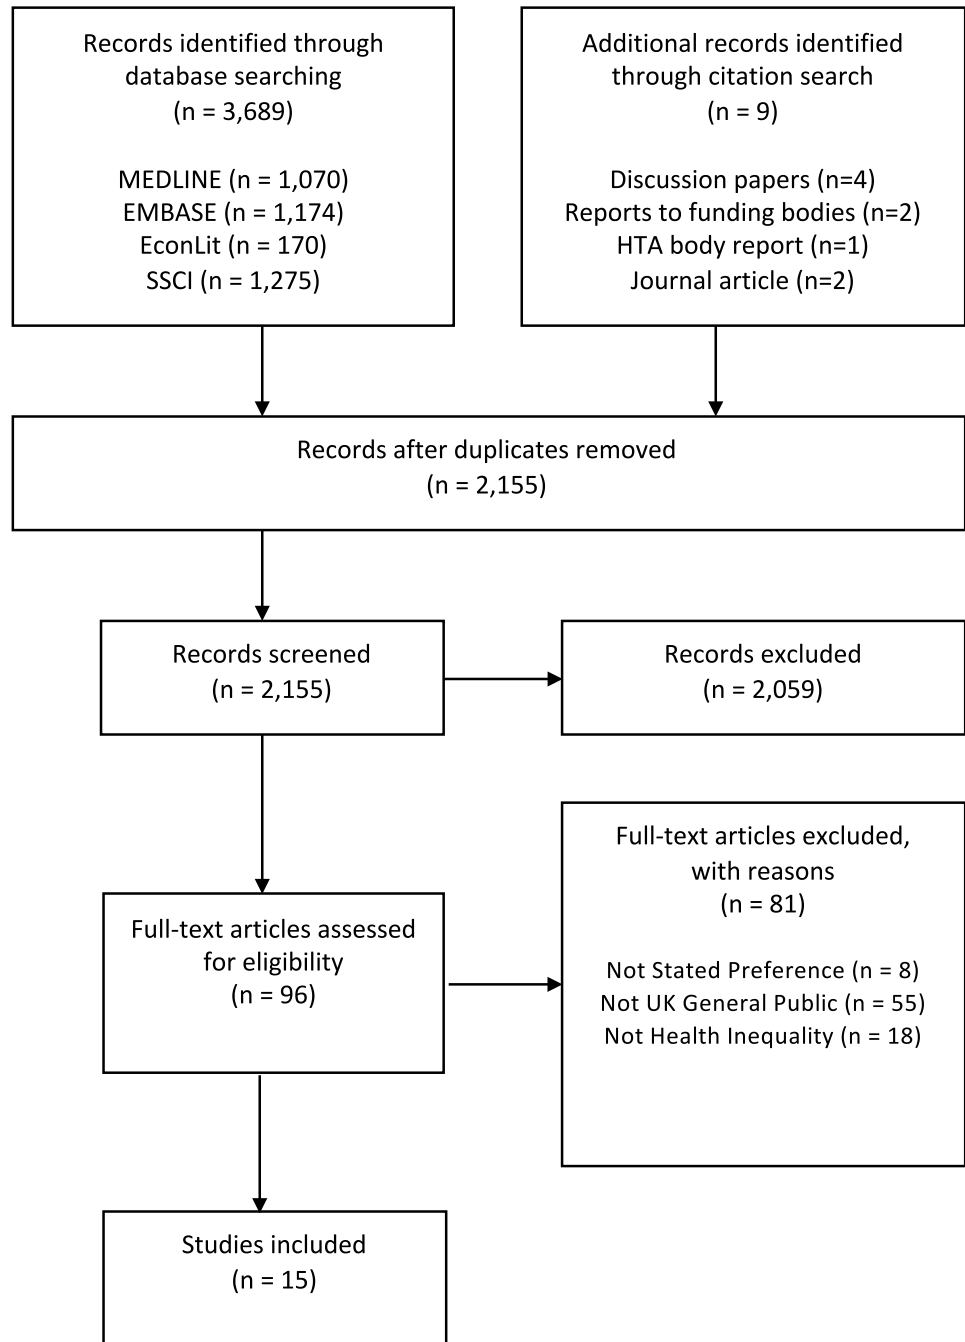 Records identified through
database searching
(n = 3,689)
MEDLINE (n = 1,070)
EMBASE (n = 1,174)
EconLit (n = 170)
SSCI (n = 1,275)
Additional records identified
through citation search
(n = 9)
Discussion papers (n=4)
Reports to funding bodies (n=2)
HTA body report (n=1)
Journal article (n=2)
Records after duplicates removed
(n = 2,155)
Records screened
(n = 2,155)
Records excluded
(n = 2,059)
Full-text articles assessed
for eligibility
(n = 96)
Full-text articles excluded,
with reasons
(n = 81)
Not Stated Preference (n = 8)
Not UK General Public (n = 55)
Not Health Inequality (n = 18)
Studies included
(n = 15)